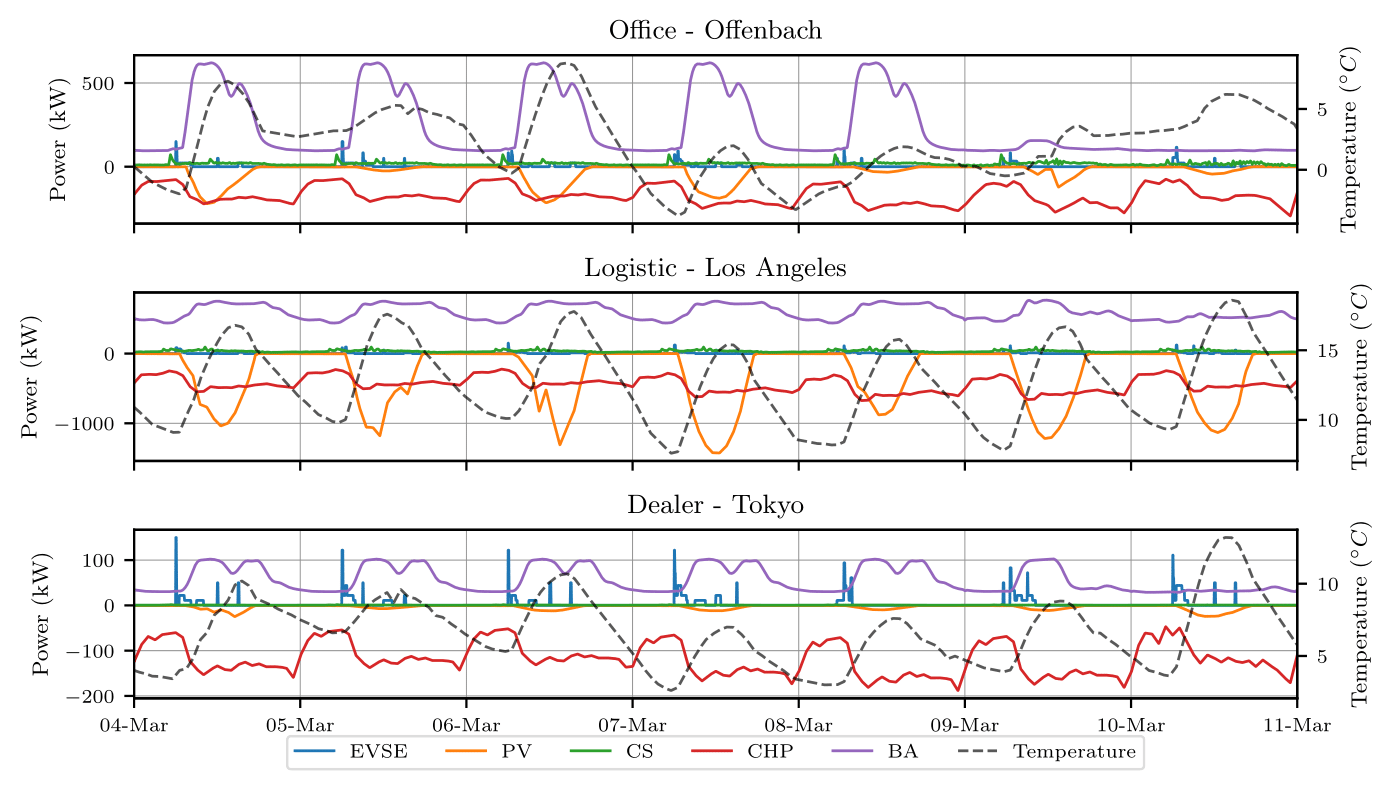 Office - Offenbach
Power (kW)
500
0
5
0
Temperature (°C)
Logistic - Los Angeles
Power (kW)
0
−1000
15
10
Temperature (°C)
Dealer - Tokyo
Power (kW)
100
0
−100
−200
10
5
Temperature (°C)
04-Mar 05-Mar 06-Mar 07-Mar 08-Mar 09-Mar 10-Mar 11-Mar
EVSE PV CS CHP BA Temperature